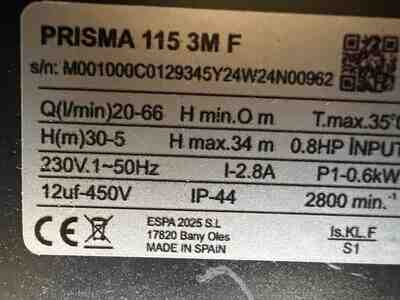 PRISMA 115 3M F
s/n: M001000C0129345Y24W24N00962
Q(l/min)20-66 H min.O m T.max.35°C
H(m)30-5 H max.34 m 0.8HP İNPUT
230V.1~50Hz I-2.8A P1-0.6kW
12uf-450V IP-44 2800 min.⁻¹
CE ESPA 2025 S.L
17820 Bany Oles
MADE IN SPAIN
Is.KL.F
S1